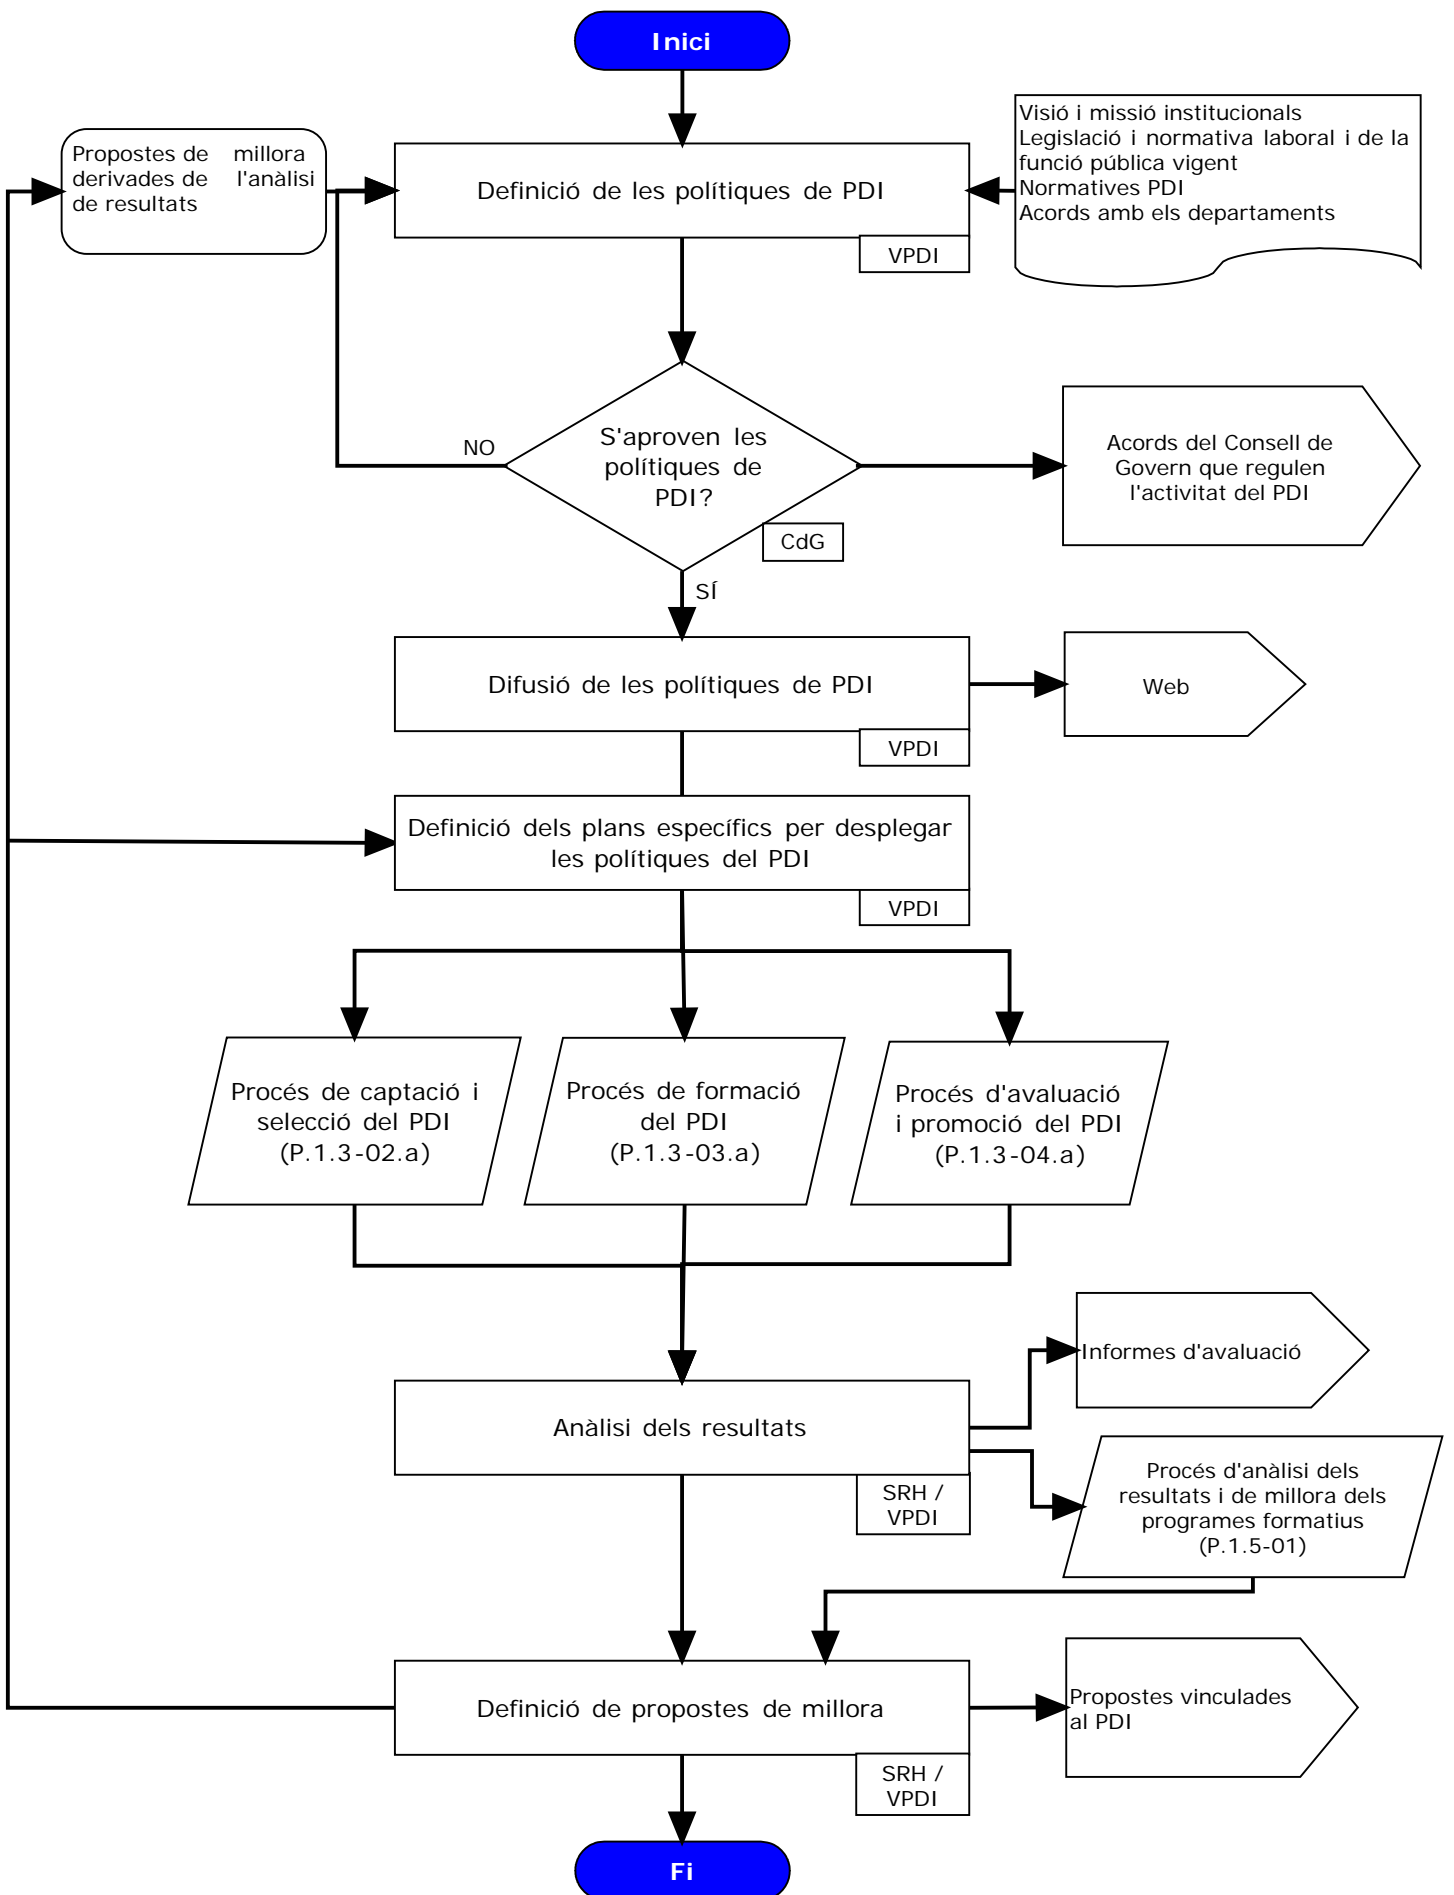 Inici
Visió i missió institucionals
Legislació i normativa laboral i de la
funció pública vigent
Normatives PDI
Acords amb els departaments
Propostes de millora
derivades de l'anàlisi
de resultats
Definició de les polítiques de PDI
VPDI
S'aproven les
polítiques de
PDI?
NO
CdG
SÍ
Acords del Consell de
Govern que regulen
l'activitat del PDI
Difusió de les polítiques de PDI
VPDI
Web
Definició dels plans específics per desplegar
les polítiques del PDI
VPDI
Procés de captació i
selecció del PDI
(P.1.3-02.a)
Procés de formació
del PDI
(P.1.3-03.a)
Procés d'avaluació
i promoció del PDI
(P.1.3-04.a)
Informes d'avaluació
Anàlisi dels resultats
SRH /
VPDI
Procés d'anàlisi dels
resultats i de millora dels
programes formatius
(P.1.5-01)
Definició de propostes de millora
SRH /
VPDI
Propostes vinculades
al PDI
Fi